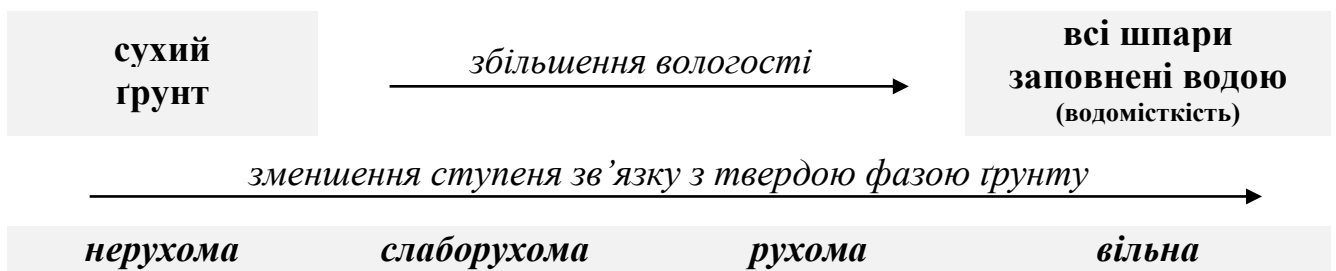 сухий
ґрунт
збільшення вологості
всі шпари
заповнені водою
(водомісткість)
зменшення ступеня зв’язку з твердою фазою ґрунту
нерухома слаборухома рухома вільна